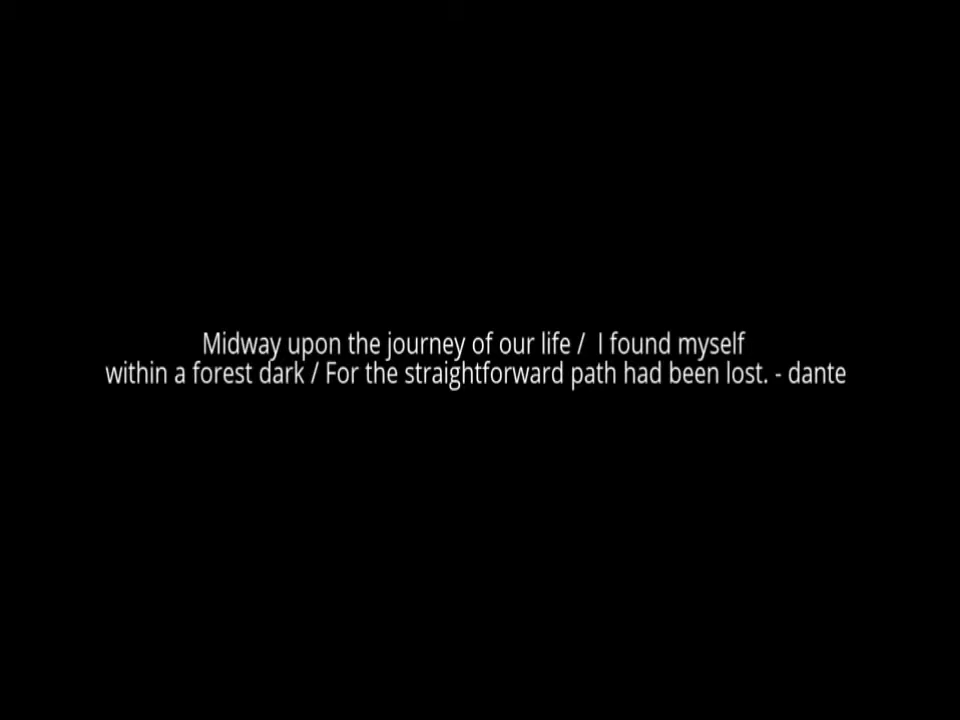 Midway upon the journey of our life /  I found myself
within a forest dark / For the straightforward path had been lost. - dante